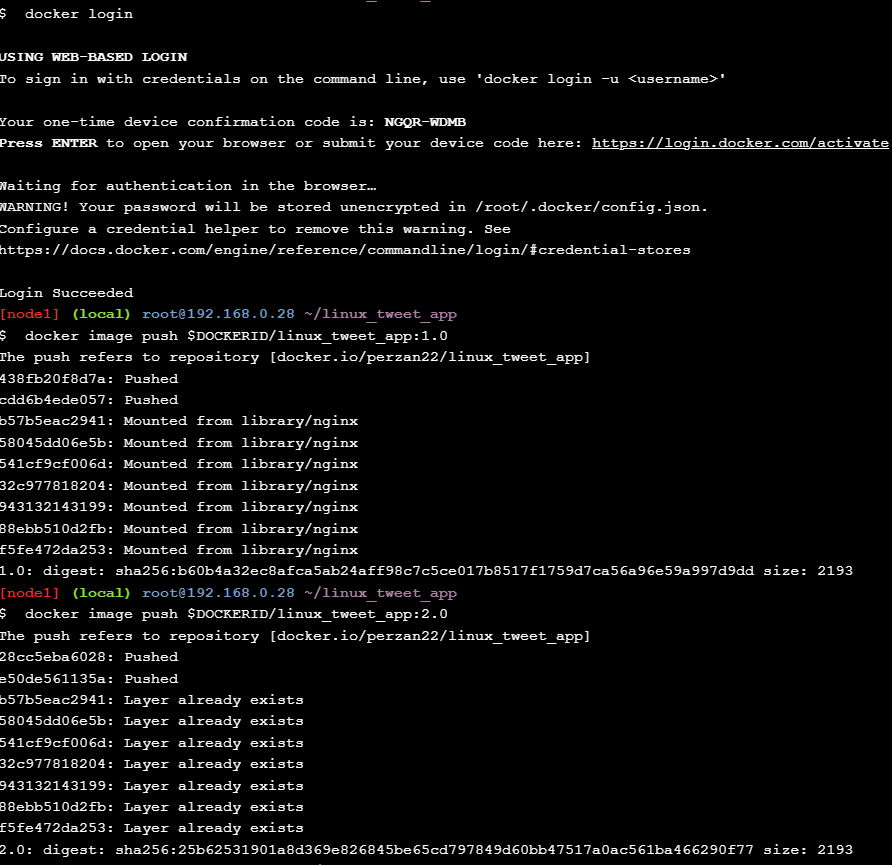 $  docker login
USING WEB-BASED LOGIN
To sign in with credentials on the command line, use 'docker login -u <username>'
Your one-time device confirmation code is: NGQR-WDMB
Press ENTER to open your browser or submit your device code here: https://login.docker.com/activate
Waiting for authentication in the browser…
WARNING! Your password will be stored unencrypted in /root/.docker/config.json.
Configure a credential helper to remove this warning. See
https://docs.docker.com/engine/reference/commandline/login/#credential-stores
Login Succeeded
[node1] (local) root@192.168.0.28 ~/linux_tweet_app
$  docker image push $DOCKERID/linux_tweet_app:1.0
The push refers to repository [docker.io/perzan22/linux_tweet_app]
438fb20f8d7a: Pushed
cdd6b4ede057: Pushed
b57b5eac2941: Mounted from library/nginx
58045dd06e5b: Mounted from library/nginx
541cf9cf006d: Mounted from library/nginx
32c977818204: Mounted from library/nginx
943132143199: Mounted from library/nginx
88ebb510d2fb: Mounted from library/nginx
f5fe472da253: Mounted from library/nginx
1.0: digest: sha256:b60b4a32ec8afca5ab24aff98c7c5ce017b8517f1759d7ca56a96e59a997d9dd size: 2193
[node1] (local) root@192.168.0.28 ~/linux_tweet_app
$  docker image push $DOCKERID/linux_tweet_app:2.0
The push refers to repository [docker.io/perzan22/linux_tweet_app]
28cc5eba6028: Pushed
e50de561135a: Pushed
b57b5eac2941: Layer already exists
58045dd06e5b: Layer already exists
541cf9cf006d: Layer already exists
32c977818204: Layer already exists
943132143199: Layer already exists
88ebb510d2fb: Layer already exists
f5fe472da253: Layer already exists
2.0: digest: sha256:25b62531901a8d369e826845be65cd797849d60bb47517a0ac561ba466290f77 size: 2193